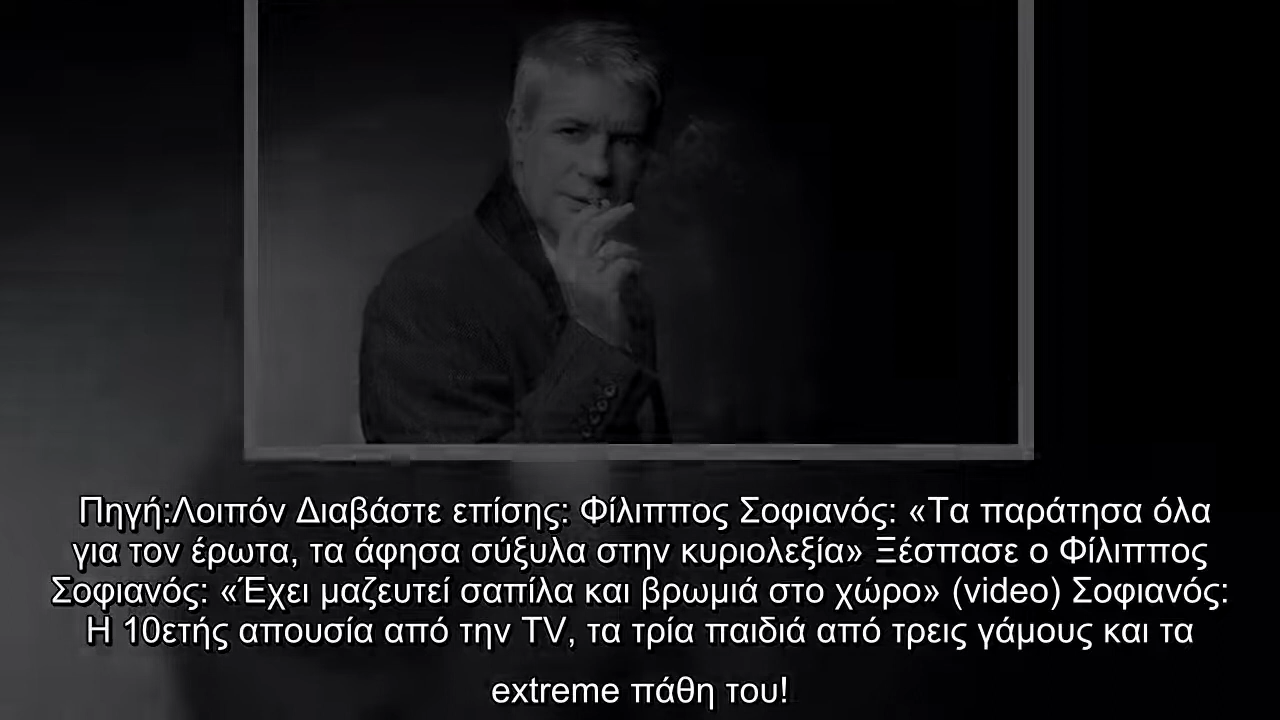 Πηγή:Λοιπόν Διαβάστε επίσης: Φίλιππος Σοφιανός: «Τα παράτησα όλα
για τον έρωτα, τα άφησα σύξυλα στην κυριολεξία» Ξέσπασε ο Φίλιππος
Σοφιανός: «Έχει μαζευτεί σαπίλα και βρωμιά στο χώρο» (video) Σοφιανός:
Η 10ετής απουσία από την TV, τα τρία παιδιά από τρεις γάμους και τα
extreme πάθη του!